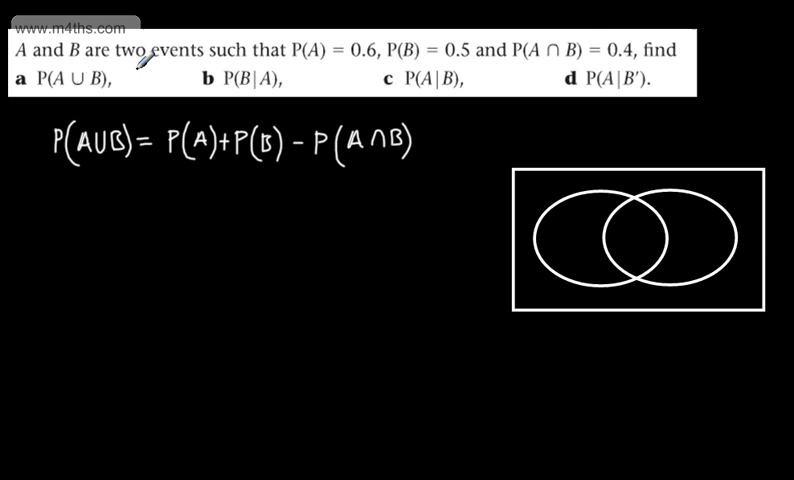 www.m4ths.com
A and B are two events such that P(A) = 0.6, P(B) = 0.5 and P(A ∩ B) = 0.4, find
a P(A ∪ B), b P(B|A), c P(A|B), d P(A|B′).
P(A∪B) = P(A)+P(B) - P(A∩B)